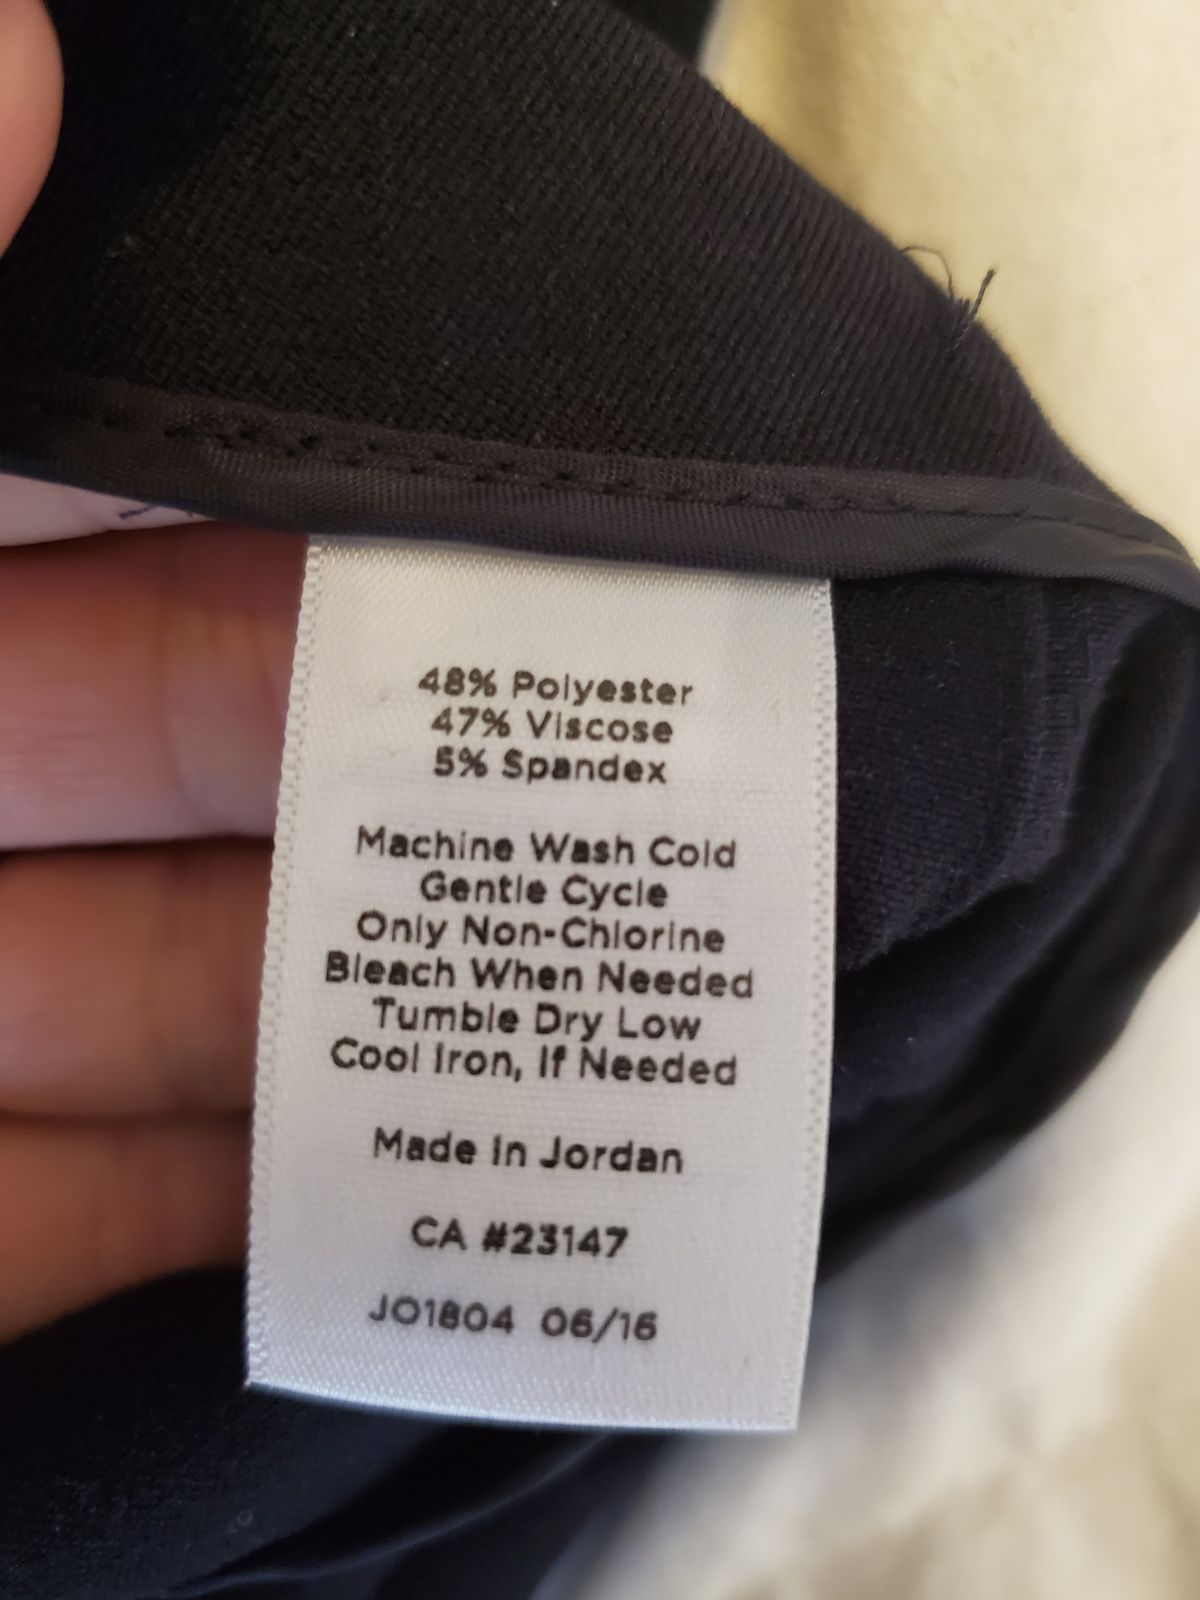 48% Polyester
47% Viscose
5% Spandex
Machine Wash Cold
Gentle Cycle
Only Non-Chlorine
Bleach When Needed
Tumble Dry Low
Cool Iron, If Needed
Made In Jordan
CA #23147
JO1804 06/16